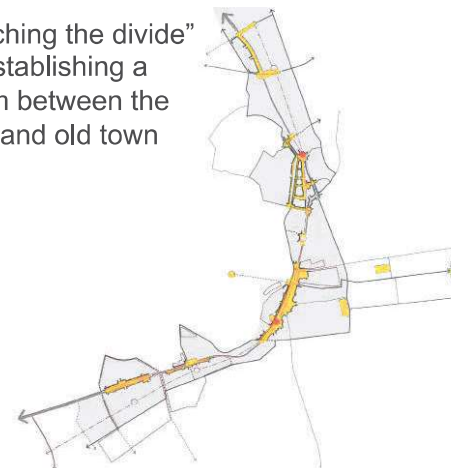 ching the divide”
stablishing a
between the
and old town